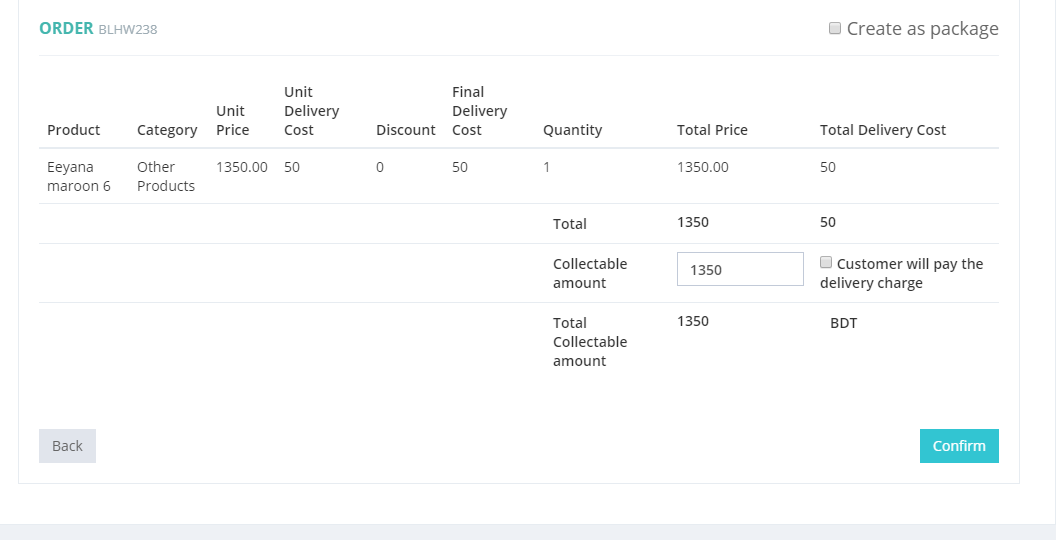 ORDER BLHW238
Create as package
Product Category Unit Price Unit Delivery Cost Discount Final Delivery Cost Quantity Total Price Total Delivery Cost
Eeyana maroon 6 Other Products 1350.00 50 0 50 1 1350.00 50
Total 1350 50
Collectable amount 1350 Customer will pay the delivery charge
Total Collectable amount 1350 BDT
Back
Confirm